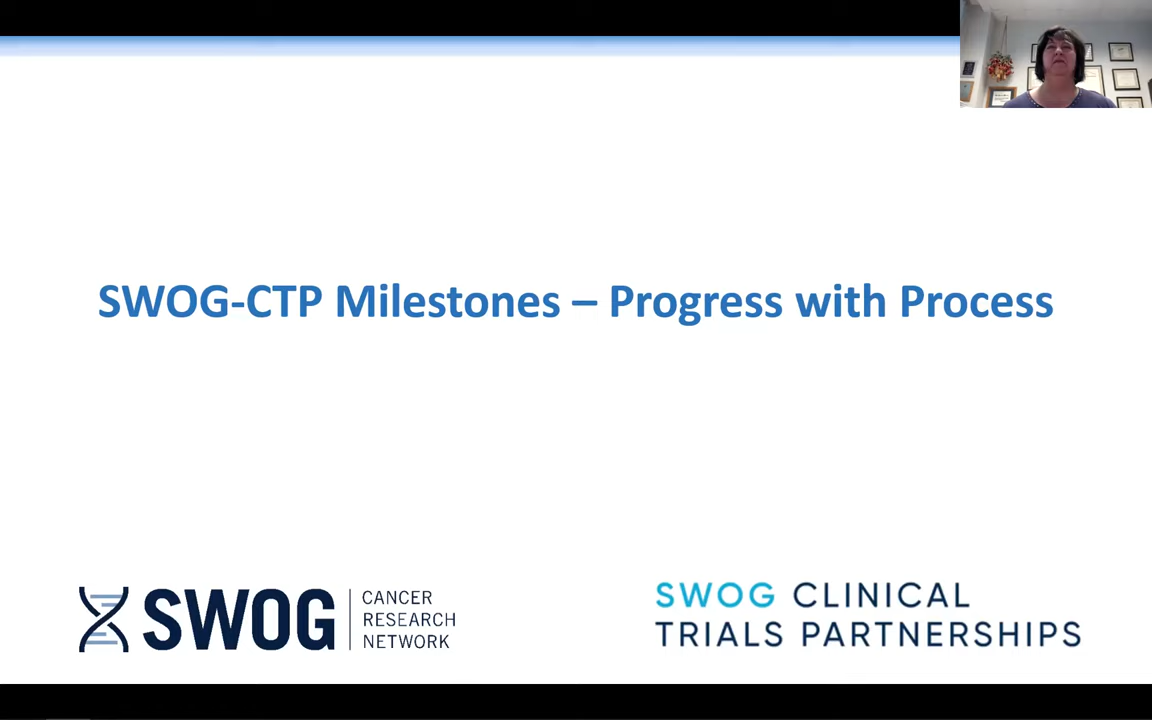 SWOG-CTP Milestones – Progress with Process
SWOG
CANCER
RESEARCH
NETWORK
SWOG CLINICAL
TRIALS PARTNERSHIPS